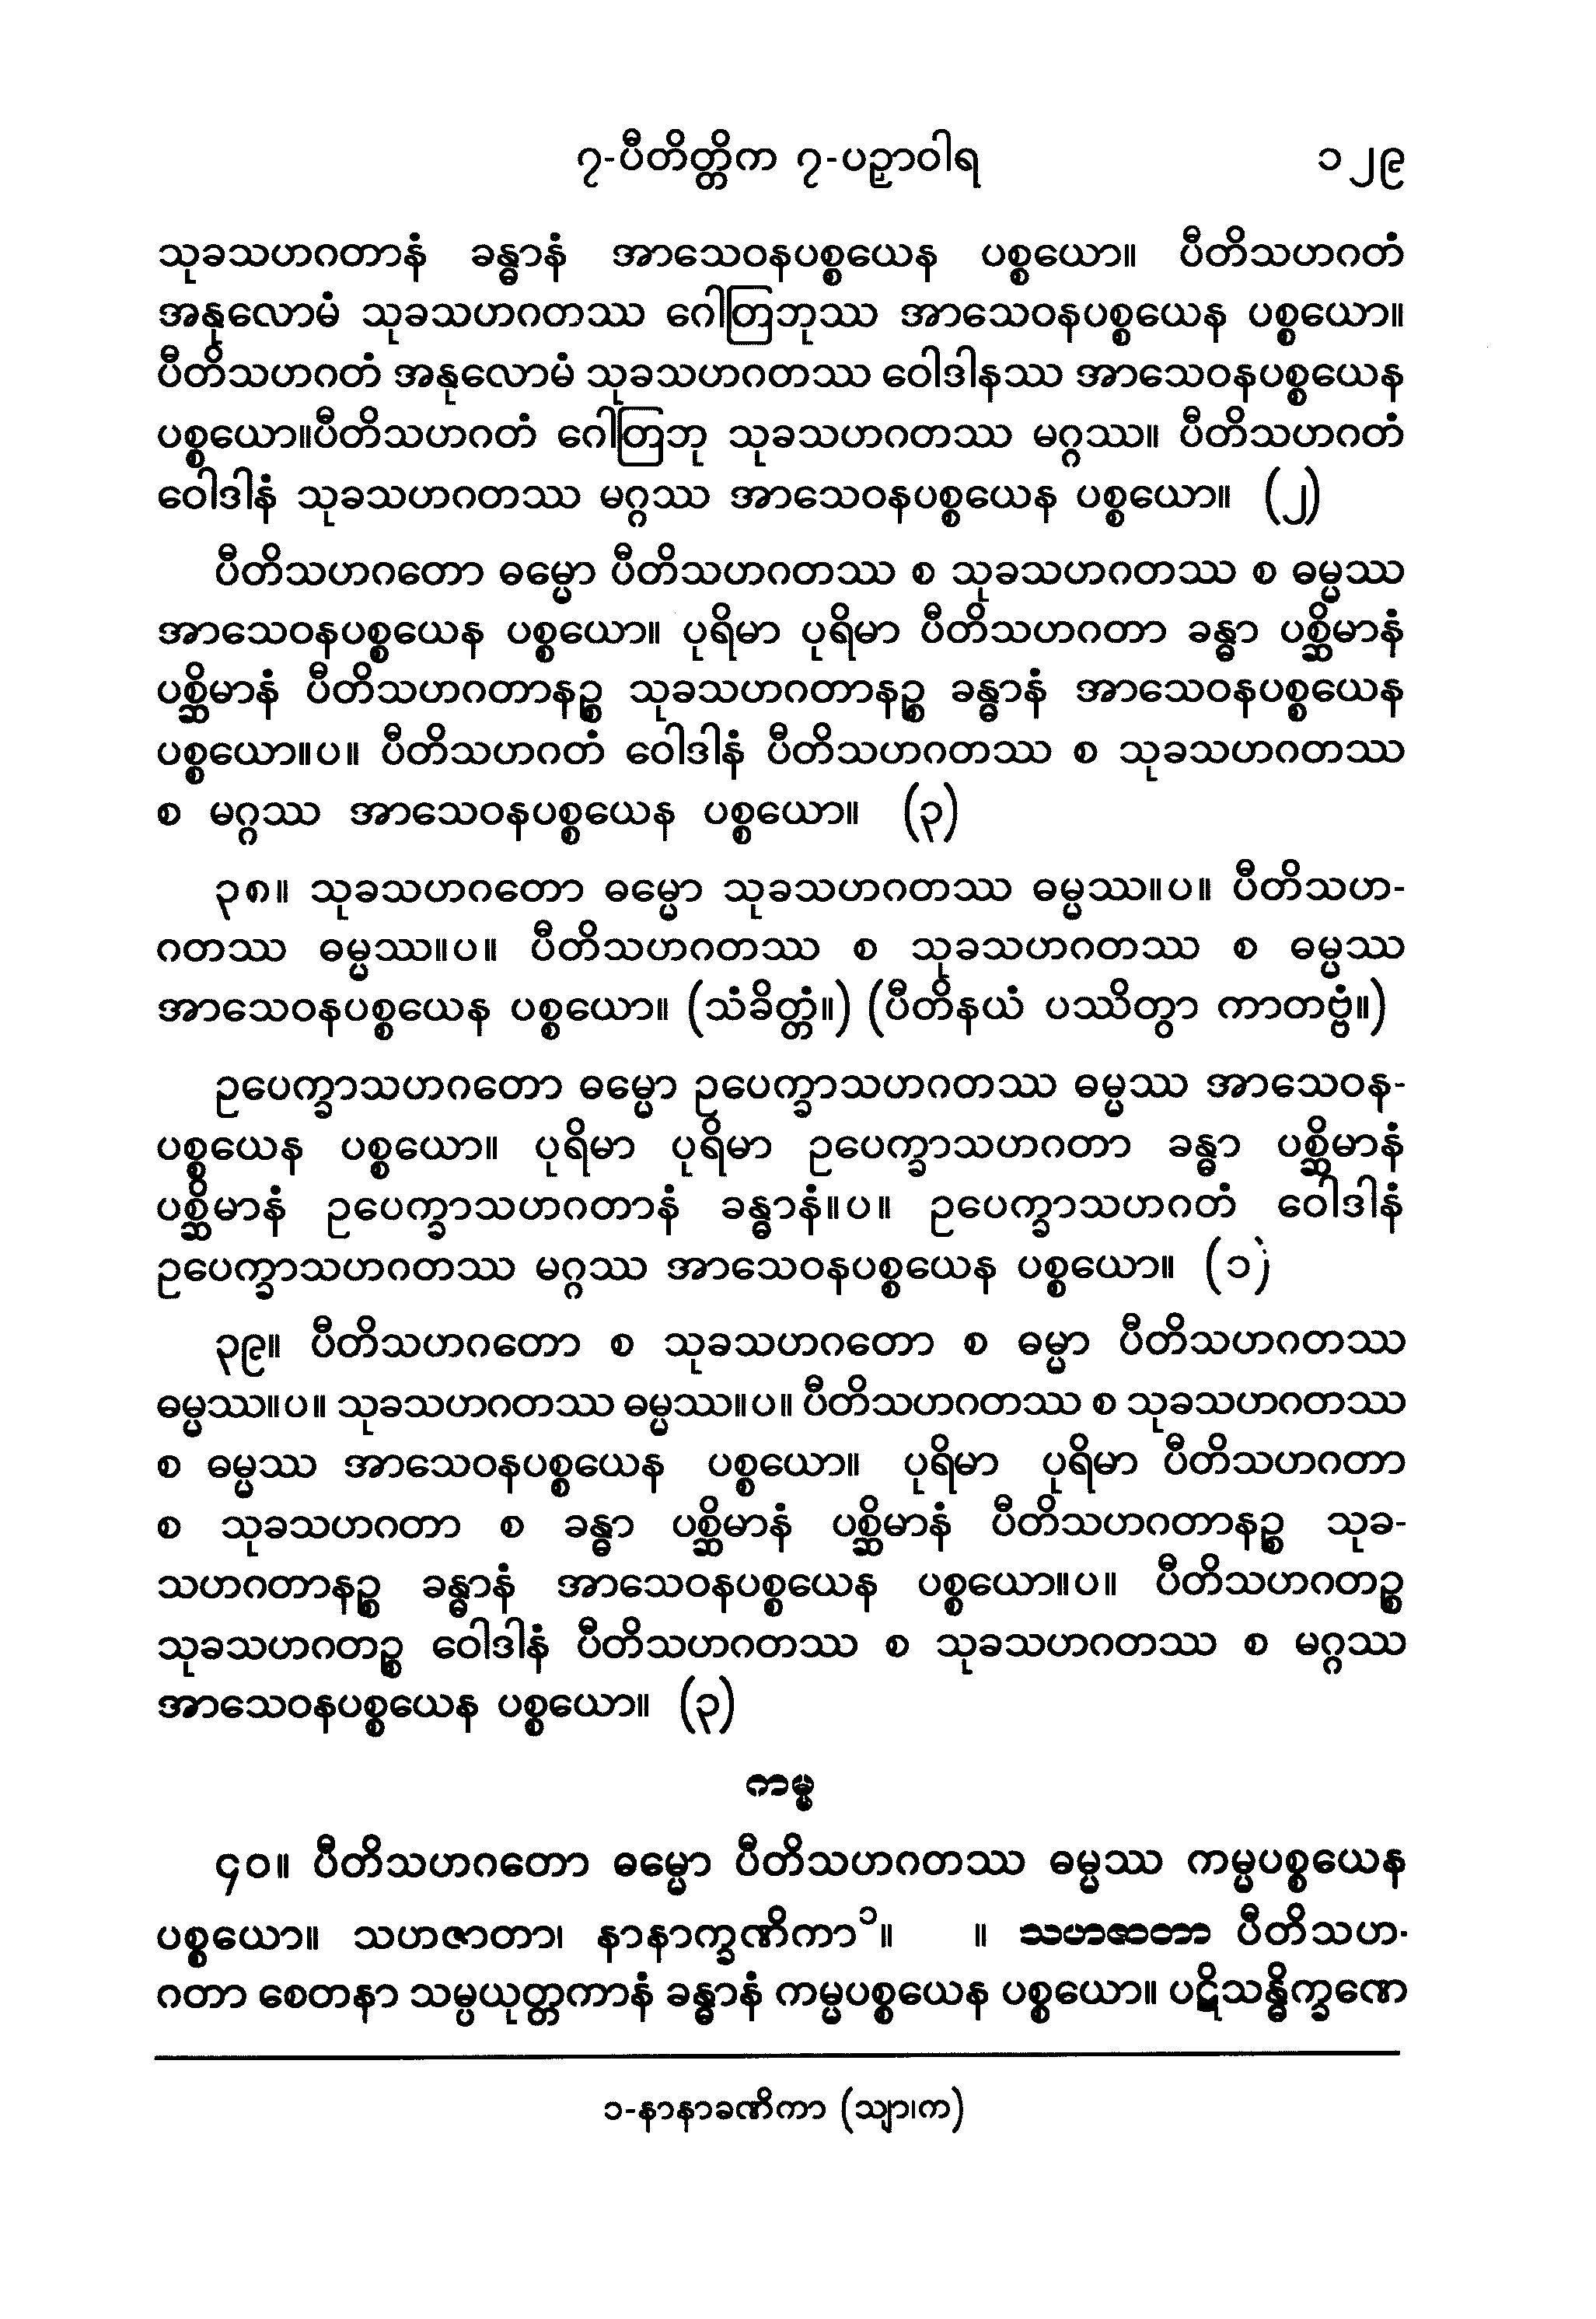 ၇-ပီတိတ္တိက ၇-ပဉှာဝါရ ၁၂၉
သုခသဟဂတာနံ ခန္ဓာနံ အာသေဝနပစ္စယေန ပစ္စယော။ ပီတိသဟဂတံ
အနုလောမံ သုခသဟဂတဿ ဂေါတြဘုဿ အာသေဝနပစ္စယေန ပစ္စယော။
ပီတိသဟဂတံ အနုလောမံ သုခသဟဂတဿ ဝေါဒါနဿ အာသေဝနပစ္စယေန
ပစ္စယော။ပီတိသဟဂတံ ဂေါတြဘု သုခသဟဂတဿ မဂ္ဂဿ။ ပီတိသဟဂတံ
ဝေါဒါနံ သုခသဟဂတဿ မဂ္ဂဿ အာသေဝနပစ္စယေန ပစ္စယော။ (၂)
ပီတိသဟဂတော ဓမ္မော ပီတိသဟဂတဿ စ သုခသဟဂတဿ စ ဓမ္မဿ
အာသေဝနပစ္စယေန ပစ္စယော။ ပုရိမာ ပုရိမာ ပီတိသဟဂတာ ခန္ဓာ ပစ္ဆိမာနံ
ပစ္ဆိမာနံ ပီတိသဟဂတာနဉ္စ သုခသဟဂတာနဉ္စ ခန္ဓာနံ အာသေဝနပစ္စယေန
ပစ္စယော။ပ။ ပီတိသဟဂတံ ဝေါဒါနံ ပီတိသဟဂတဿ စ သုခသဟဂတဿ
စ မဂ္ဂဿ အာသေဝနပစ္စယေန ပစ္စယော။ (၃)
၃၈။ သုခသဟဂတော ဓမ္မော သုခသဟဂတဿ ဓမ္မဿ။ပ။ ပီတိသဟ-
ဂတဿ ဓမ္မဿ။ပ။ ပီတိသဟဂတဿ စ သုခသဟဂတဿ စ ဓမ္မဿ
အာသေဝနပစ္စယေန ပစ္စယော။ (သံခိတ္တံ။) (ပီတိနယံ ပဿိတွာ ကာတဗ္ဗံ။)
ဥပေက္ခာသဟဂတော ဓမ္မော ဥပေက္ခာသဟဂတဿ ဓမ္မဿ အာသေဝန-
ပစ္စယေန ပစ္စယော။ ပုရိမာ ပုရိမာ ဥပေက္ခာသဟဂတာ ခန္ဓာ ပစ္ဆိမာနံ
ပစ္ဆိမာနံ ဥပေက္ခာသဟဂတာနံ ခန္ဓာနံ။ပ။ ဥပေက္ခာသဟဂတံ ဝေါဒါနံ
ဥပေက္ခာသဟဂတဿ မဂ္ဂဿ အာသေဝနပစ္စယေန ပစ္စယော။ (၁)
၃၉။ ပီတိသဟဂတော စ သုခသဟဂတော စ ဓမ္မာ ပီတိသဟဂတဿ
ဓမ္မဿ။ပ။ သုခသဟဂတဿ ဓမ္မဿ။ပ။ ပီတိသဟဂတဿ စ သုခသဟဂတဿ
စ ဓမ္မဿ အာသေဝနပစ္စယေန ပစ္စယော။ ပုရိမာ ပုရိမာ ပီတိသဟဂတာ
စ သုခသဟဂတာ စ ခန္ဓာ ပစ္ဆိမာနံ ပစ္ဆိမာနံ ပီတိသဟဂတာနဉ္စ သုခ-
သဟဂတာနဉ္စ ခန္ဓာနံ အာသေဝနပစ္စယေန ပစ္စယော။ပ။ ပီတိသဟဂတဉ္စ
သုခသဟဂတဉ္စ ဝေါဒါနံ ပီတိသဟဂတဿ စ သုခသဟဂတဿ စ မဂ္ဂဿ
အာသေဝနပစ္စယေန ပစ္စယော။ (၃)
ကမ္မ
၄၀။ ပီတိသဟဂတော ဓမ္မော ပီတိသဟဂတဿ ဓမ္မဿ ကမ္မပစ္စယေန
ပစ္စယော။ သဟဇာတာ၊ နာနာက္ခဏိကာ၁။ ။ သဟဇာတာ ပီတိသဟ-
ဂတာ စေတနာ သမ္ပယုတ္တကာနံ ခန္ဓာနံ ကမ္မပစ္စယေန ပစ္စယော။ ပဋိသန္ဓိက္ခဏေ
၁-နာနာခဏိကာ (သျာ၊က)